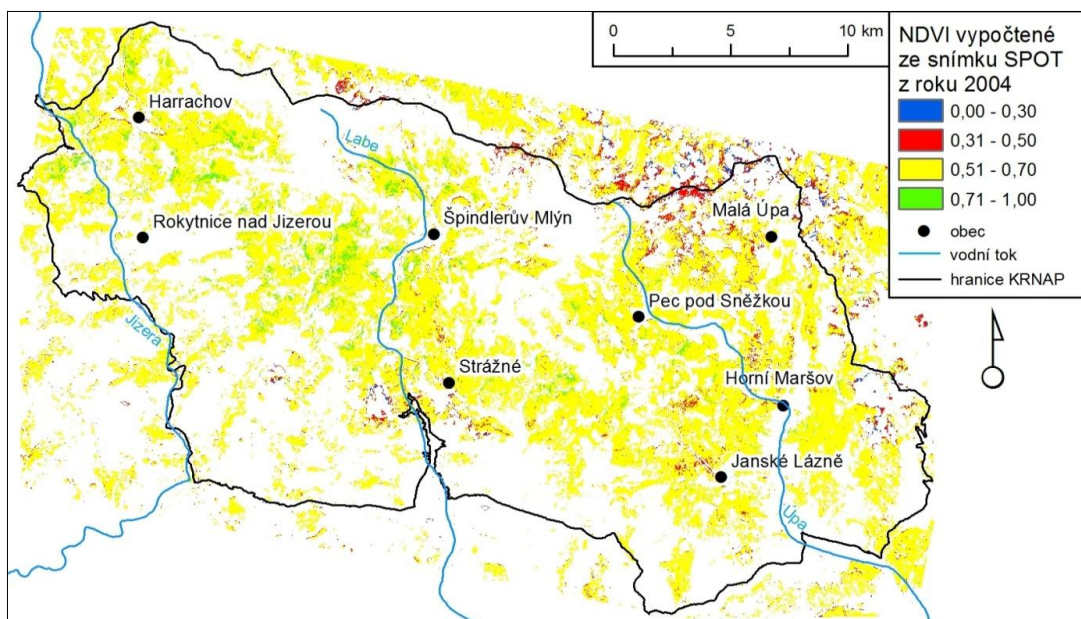 0 5 10 km
NDVI vypočtené
ze snímku SPOT
z roku 2004
0,00 - 0,30
0,31 - 0,50
0,51 - 0,70
0,71 - 1,00
obec
vodní tok
hranice KRNAP
Harrachov
Labe
Rokytnice nad Jizerou
Špindlerův Mlýn
Malá Úpa
Pec pod Sněžkou
Jizera
Strážné
Horní Maršov
Janské Lázně
Úpa